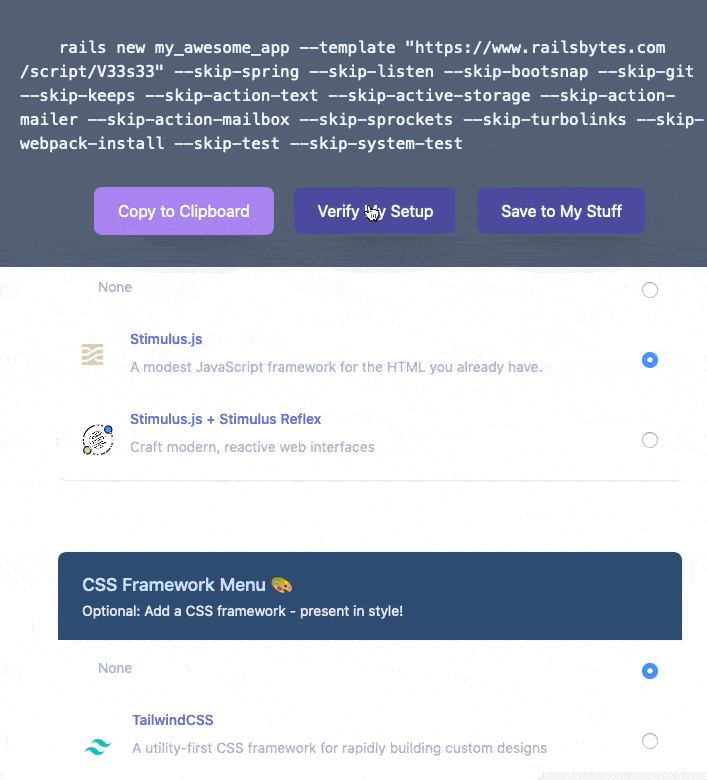 rails new my_awesome_app --template "https://www.railsbytes.com
/script/V33s33" --skip-spring --skip-listen --skip-bootsnap --skip-git
--skip-keeps --skip-action-text --skip-active-storage --skip-action-
mailer --skip-action-mailbox --skip-sprockets --skip-turbolinks --skip-
webpack-install --skip-test --skip-system-test
Copy to Clipboard
Verify My Setup
Save to My Stuff
None
Stimulus.js
A modest JavaScript framework for the HTML you already have.
Stimulus.js + Stimulus Reflex
Craft modern, reactive web interfaces
CSS Framework Menu 🎨
Optional: Add a CSS framework - present in style!
None
TailwindCSS
A utility-first CSS framework for rapidly building custom designs